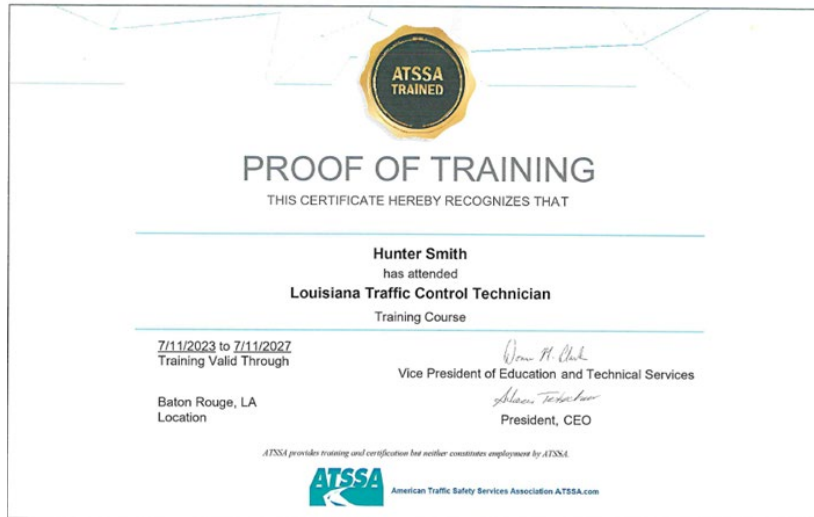 ATSSA
TRAINED
PROOF OF TRAINING
THIS CERTIFICATE HEREBY RECOGNIZES THAT
Hunter Smith
has attended
Louisiana Traffic Control Technician
Training Course
7/11/2023 to 7/11/2027
Training Valid Through
Vice President of Education and Technical Services
Baton Rouge, LA
Location
President, CEO
ATSSA provides training and certification but neither constitutes employment by ATSSA.
ATSSA
American Traffic Safety Services Association ATSSA.com